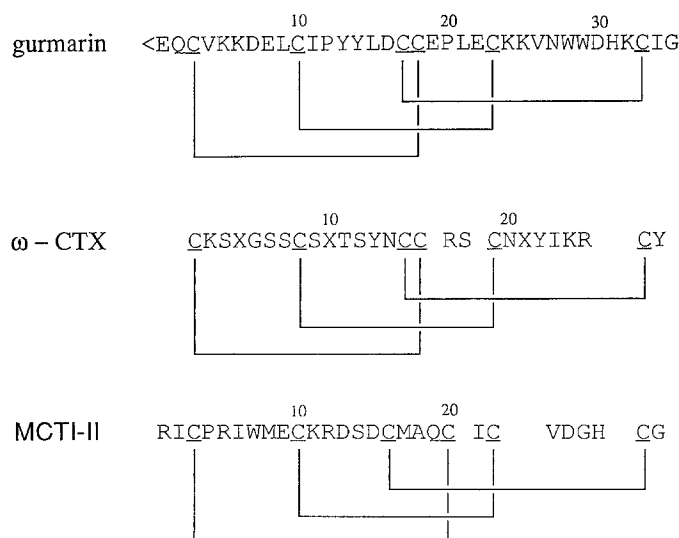 10 20 30
gurmarin <EQCVKKDELCIPYYLDCCEPLECKKVNWWDHKCIG
10 20
ω – CTX CKSXGSSCSXTSYNCC RS CNXYIKR CY
10 20
MCTI-II RICPRIWMECKRDSDCMAQC IC VDGH CG